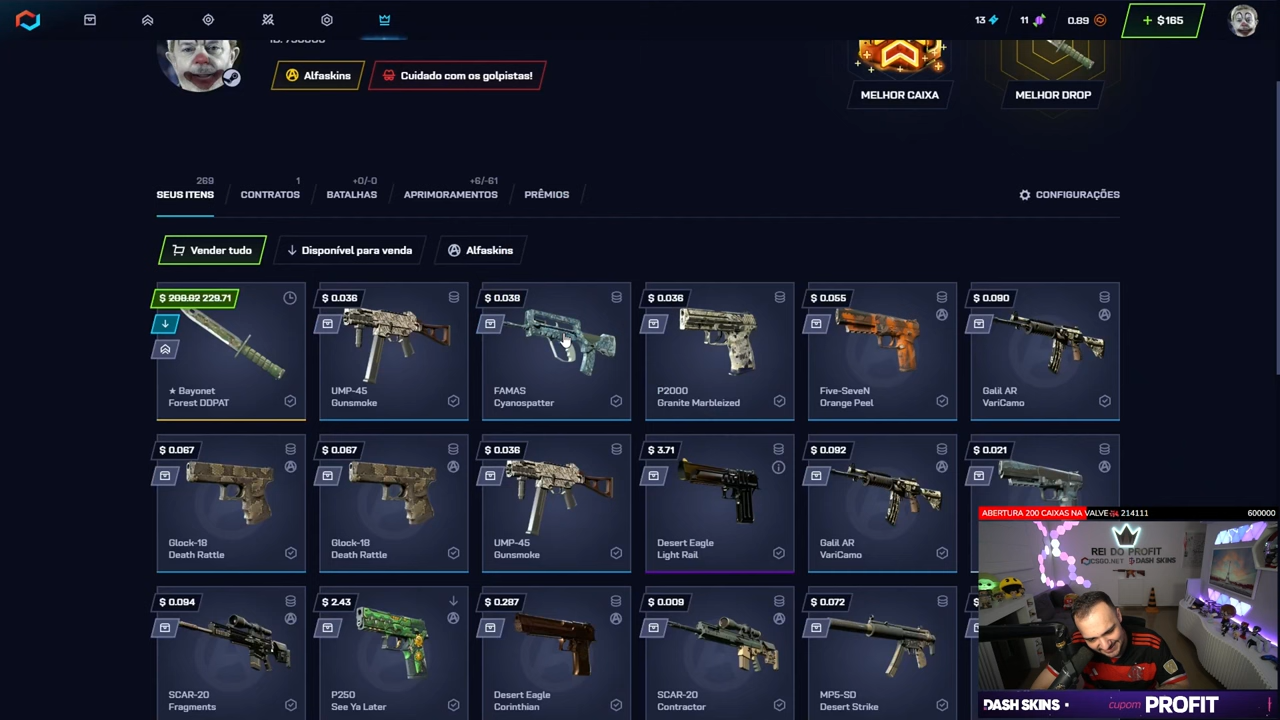 13
11
0.89
+ $165
Alfaskins
Cuidado com os golpistas!
MELHOR CAIXA
MELHOR DROP
269
SEUS ITENS
1
CONTRATOS
+0/-0
BATALHAS
+6/-61
APRIMORAMENTOS
PRÊMIOS
CONFIGURAÇÕES
Vender tudo
Disponível para venda
Alfaskins
$ 229.71
★ Bayonet
Forest DDPAT
$ 0.036
UMP-45
Gunsmoke
$ 0.038
FAMAS
Cyanospatter
$ 0.036
P2000
Granite Marbleized
$ 0.055
Five-SeveN
Orange Peel
$ 0.090
Galil AR
VariCamo
$ 0.067
Glock-18
Death Rattle
$ 0.067
Glock-18
Death Rattle
$ 0.036
UMP-45
Gunsmoke
$ 3.71
Desert Eagle
Light Rail
$ 0.092
Galil AR
VariCamo
$ 0.021
$ 0.094
SCAR-20
Fragments
$ 2.43
P250
See Ya Later
$ 0.287
Desert Eagle
Corinthian
$ 0.009
SCAR-20
Contractor
$ 0.072
MP5-SD
Desert Strike
ABERTURA 200 CAIXAS NA VALVE 214111
600000
REI DO PROFIT
CSGO.NET DASH SKINS
DASH SKINS
cupom PROFIT